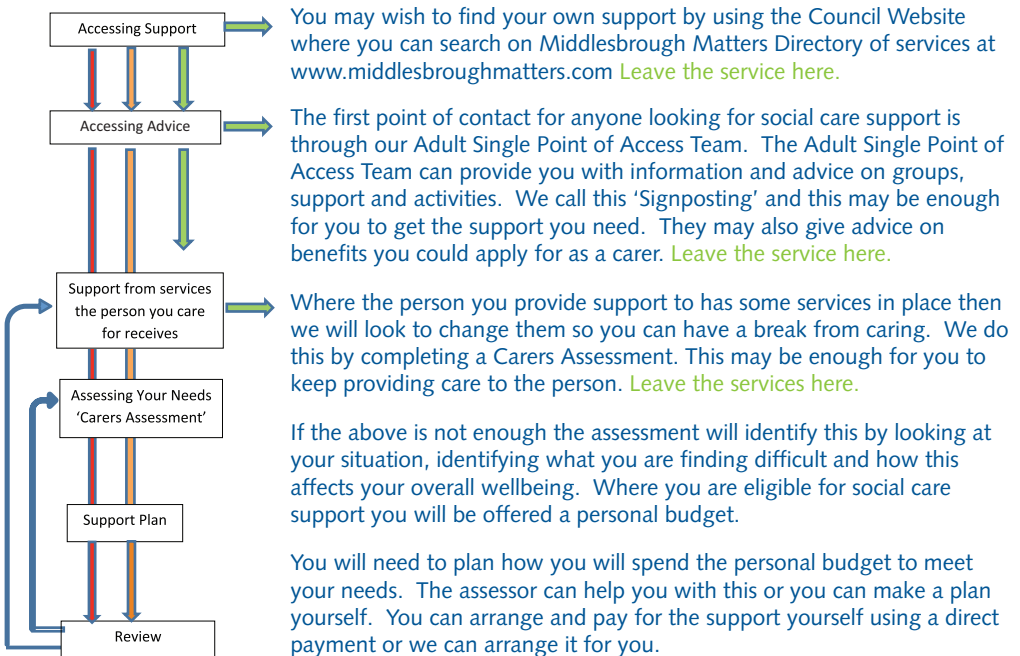 Accessing Support
You may wish to find your own support by using the Council Website
where you can search on Middlesbrough Matters Directory of services at
www.middlesbroughmatters.com Leave the service here.
Accessing Advice
The first point of contact for anyone looking for social care support is
through our Adult Single Point of Access Team.  The Adult Single Point of
Access Team can provide you with information and advice on groups,
support and activities.  We call this ‘Signposting’ and this may be enough
for you to get the support you need.  They may also give advice on
benefits you could apply for as a carer. Leave the service here.
Support from services
the person you care
for receives
Where the person you provide support to has some services in place then
we will look to change them so you can have a break from caring.  We do
this by completing a Carers Assessment. This may be enough for you to
keep providing care to the person. Leave the services here.
Assessing Your Needs
‘Carers Assessment’
If the above is not enough the assessment will identify this by looking at
your situation, identifying what you are finding difficult and how this
affects your overall wellbeing.  Where you are eligible for social care
support you will be offered a personal budget.
Support Plan
You will need to plan how you will spend the personal budget to meet
your needs.  The assessor can help you with this or you can make a plan
yourself.  You can arrange and pay for the support yourself using a direct
payment or we can arrange it for you.
Review